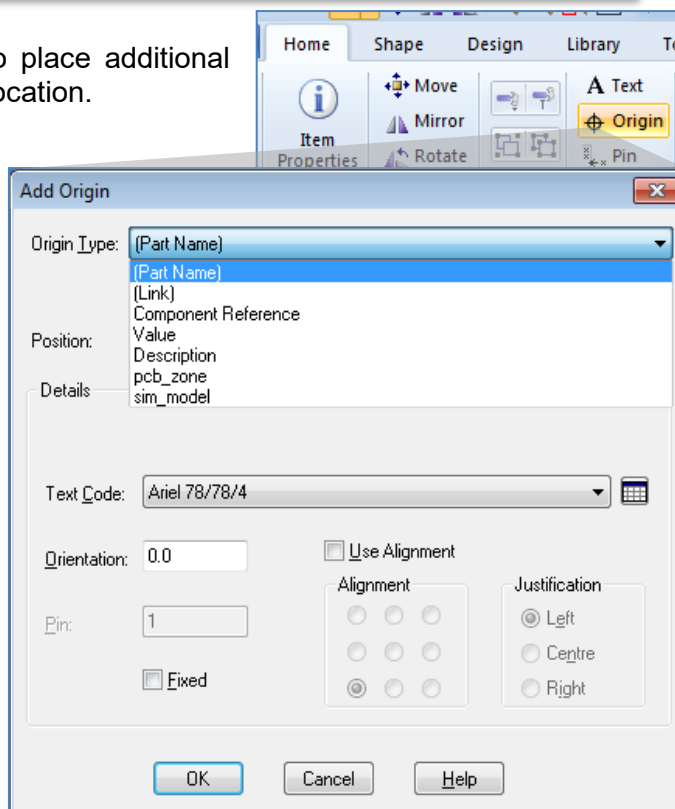 o place additional
ocation.
Home Shape Design Library
Item
Properties
Move
Mirror
Rotate
A Text
Origin
Pin
Add Origin
Origin Type: (Part Name)
(Part Name)
(Link)
Component Reference
Value
Description
pcb_zone
sim_model
Position:
Details
Text Code: Ariel 78/78/4
Orientation: 0.0
Use Alignment
Pin: 1
Alignment
Justification
Left
Centre
Right
Fixed
OK Cancel Help